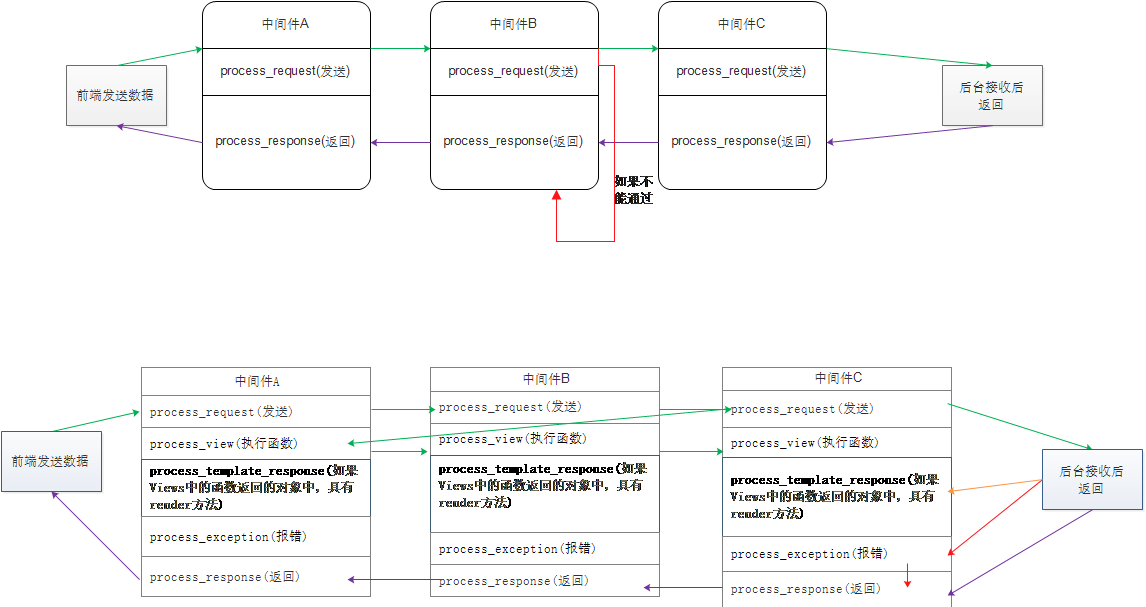 中间件A
中间件B
中间件C
process_request(发送)
process_request(发送)
process_request(发送)
前端发送数据
后台接收后
返回
process_response(返回)
process_response(返回)
process_response(返回)
如果不
能通过
中间件A
中间件B
中间件C
process_request(发送)
process_request(发送)
process_request(发送)
process_view(执行函数)
process_view(执行函数)
process_view(执行函数)
前端发送数据
后台接收后
返回
process_template_response(如果
Views中的函数返回的对象中，具有
render方法)
process_template_response(如果
Views中的函数返回的对象中，具有
render方法)
process_template_response(如果
Views中的函数返回的对象中，具有
render方法)
process_exception(报错)
process_exception(报错)
process_exception(报错)
process_response(返回)
process_response(返回)
process_response(返回)